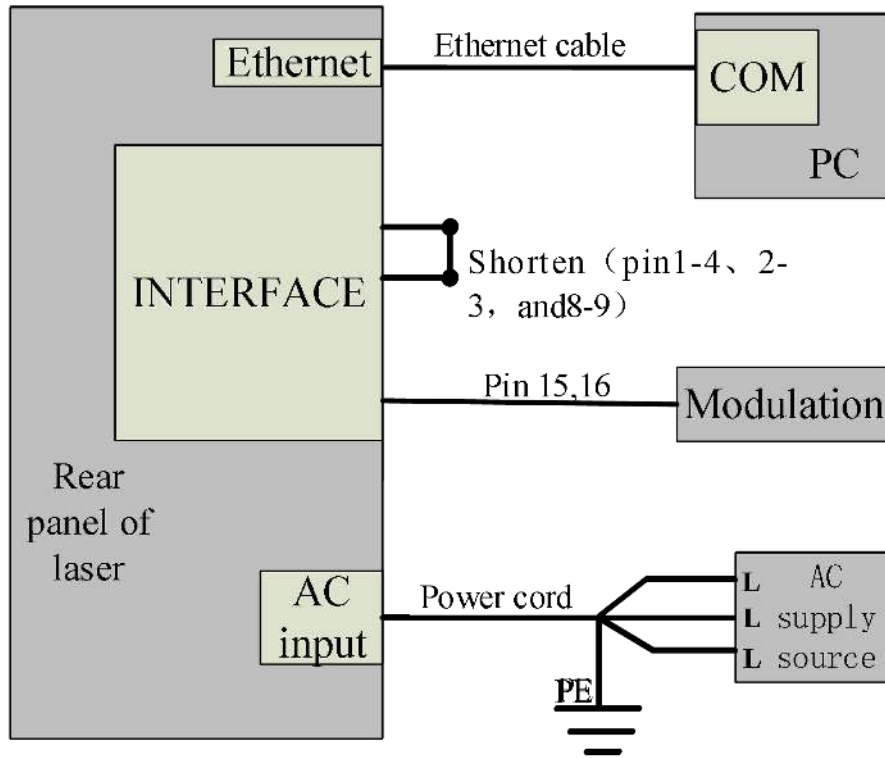 Ethernet
Ethernet cable
COM
PC
INTERFACE
Shorten（pin1-4、2-
3，and8-9）
Pin 15,16
Modulation
Rear
panel of
laser
AC
input
Power cord
PE
L AC
L supply
L source